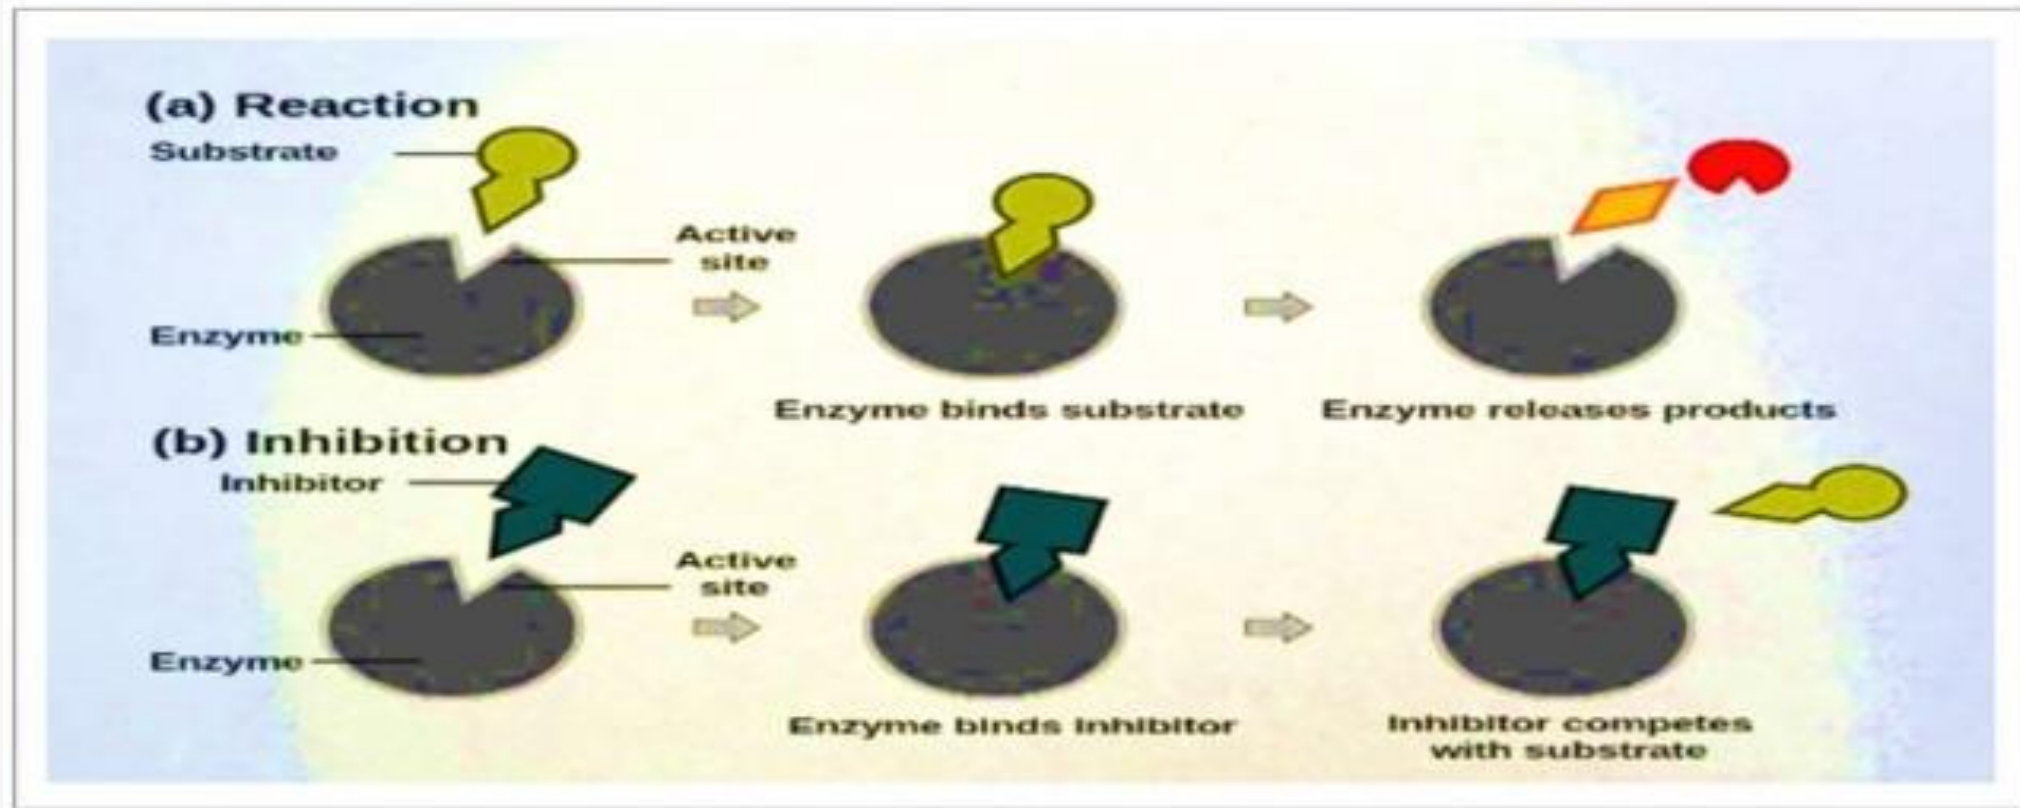 (a) Reaction
Substrate
Active
site
Enzyme
Enzyme binds substrate
Enzyme releases products
(b) Inhibition
Inhibitor
Active
site
Enzyme
Enzyme binds inhibitor
Inhibitor competes
with substrate